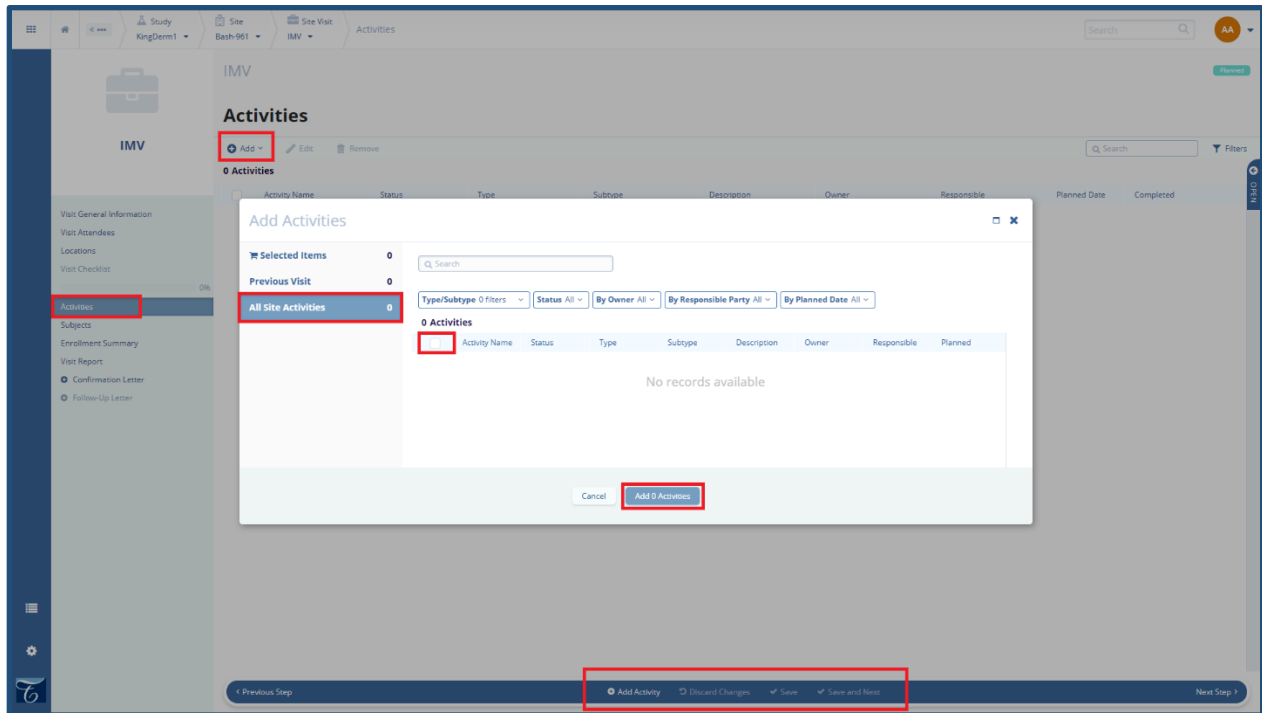 Study
KingDerm1
Site
Bash-961
Site Visit
IMV
Activities
Search
AA
IMV
Planned
Activities
IMV
Add
Edit
Remove
Search
Filters
0 Activities
OPEN
Activity Name Status Type Subtype Description Owner Responsible Planned Date Completed
Visit General Information
Visit Attendees
Locations
Visit Checklist
0%
Activities
Subjects
Enrollment Summary
Visit Report
Confirmation Letter
Follow-Up Letter
Add Activities
Selected Items 0
Previous Visit 0
All Site Activities 0
Search
Type/Subtype 0 filters Status All By Owner All By Responsible Party All By Planned Date All
0 Activities
Activity Name Status Type Subtype Description Owner Responsible Planned
No records available
Cancel Add 0 Activities
Previous Step Add Activity Discard Changes Save Save and Next Next Step